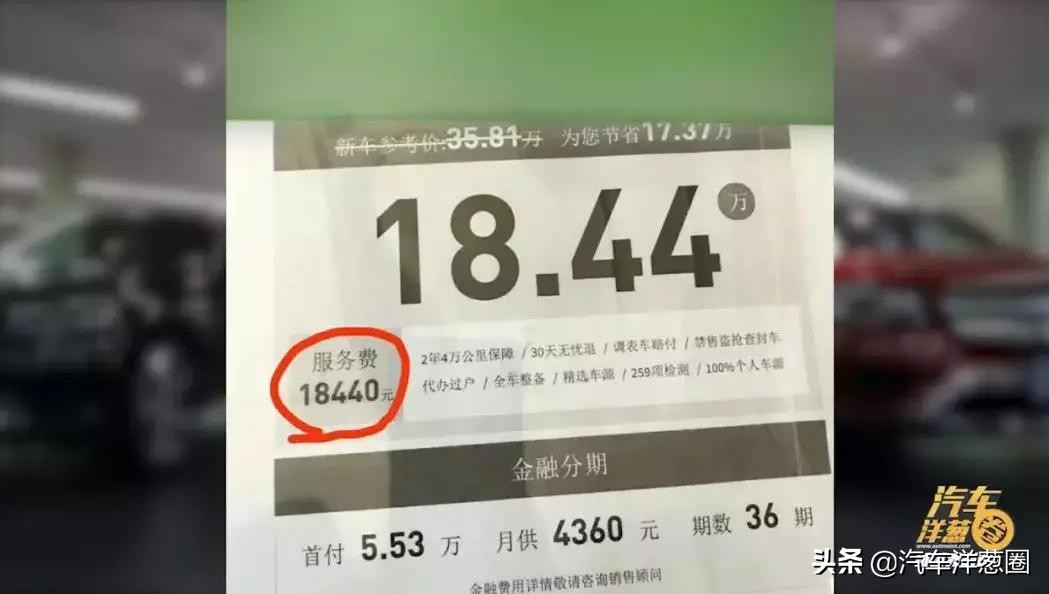 新车参考价:35.81万 为您节省17.37万
18.44万
服务费
18440元
2年4万公里保障 / 30天无忧退 / 调表车赔付 / 禁售盗抢查封车
代办过户 / 全车整备 / 精选车源 / 259项检测 / 100%个人车源
金融分期
首付 5.53 万 月供 4360 元 期数 36 期
金融费用详情敬请咨询销售顾问
汽车
洋葱圈
头条 @汽车洋葱圈